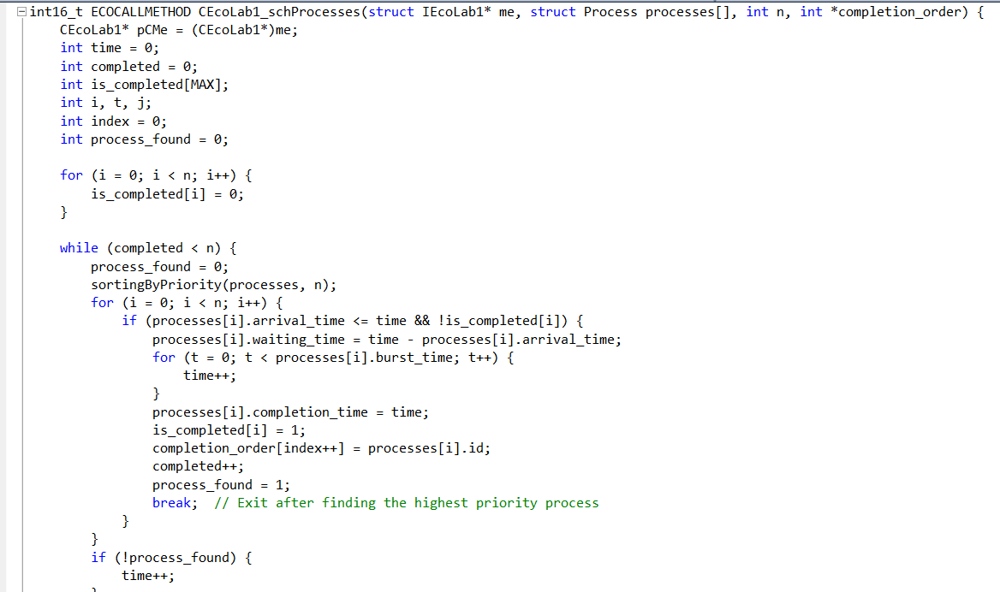 int16_t ECOCALLMETHOD CEcoLab1_schProcesses(struct IEcoLab1* me, struct Process processes[], int n, int *completion_order) {
    CEcoLab1* pCMe = (CEcoLab1*)me;
    int time = 0;
    int completed = 0;
    int is_completed[MAX];
    int i, t, j;
    int index = 0;
    int process_found = 0;

    for (i = 0; i < n; i++) {
        is_completed[i] = 0;
    }

    while (completed < n) {
        process_found = 0;
        sortingByPriority(processes, n);
        for (i = 0; i < n; i++) {
            if (processes[i].arrival_time <= time && !is_completed[i]) {
                processes[i].waiting_time = time - processes[i].arrival_time;
                for (t = 0; t < processes[i].burst_time; t++) {
                    time++;
                }
                processes[i].completion_time = time;
                is_completed[i] = 1;
                completion_order[index++] = processes[i].id;
                completed++;
                process_found = 1;
                break;  // Exit after finding the highest priority process
            }
        }
        if (!process_found) {
            time++;
        }